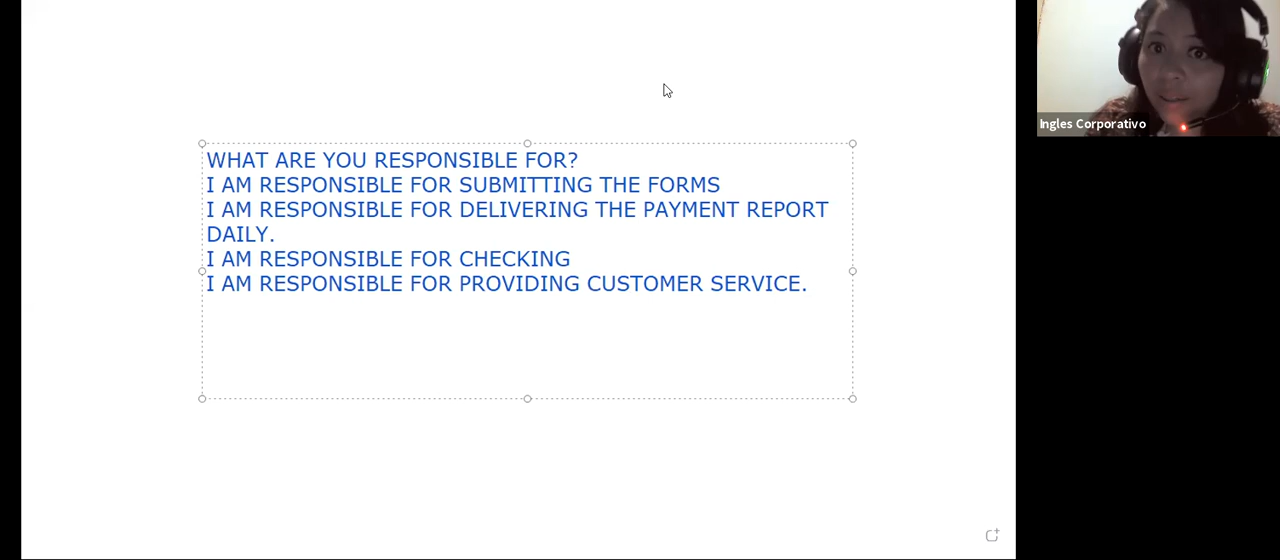 WHAT ARE YOU RESPONSIBLE FOR?
I AM RESPONSIBLE FOR SUBMITTING THE FORMS
I AM RESPONSIBLE FOR DELIVERING THE PAYMENT REPORT
DAILY.
I AM RESPONSIBLE FOR CHECKING
I AM RESPONSIBLE FOR PROVIDING CUSTOMER SERVICE.
Ingles Corporativo